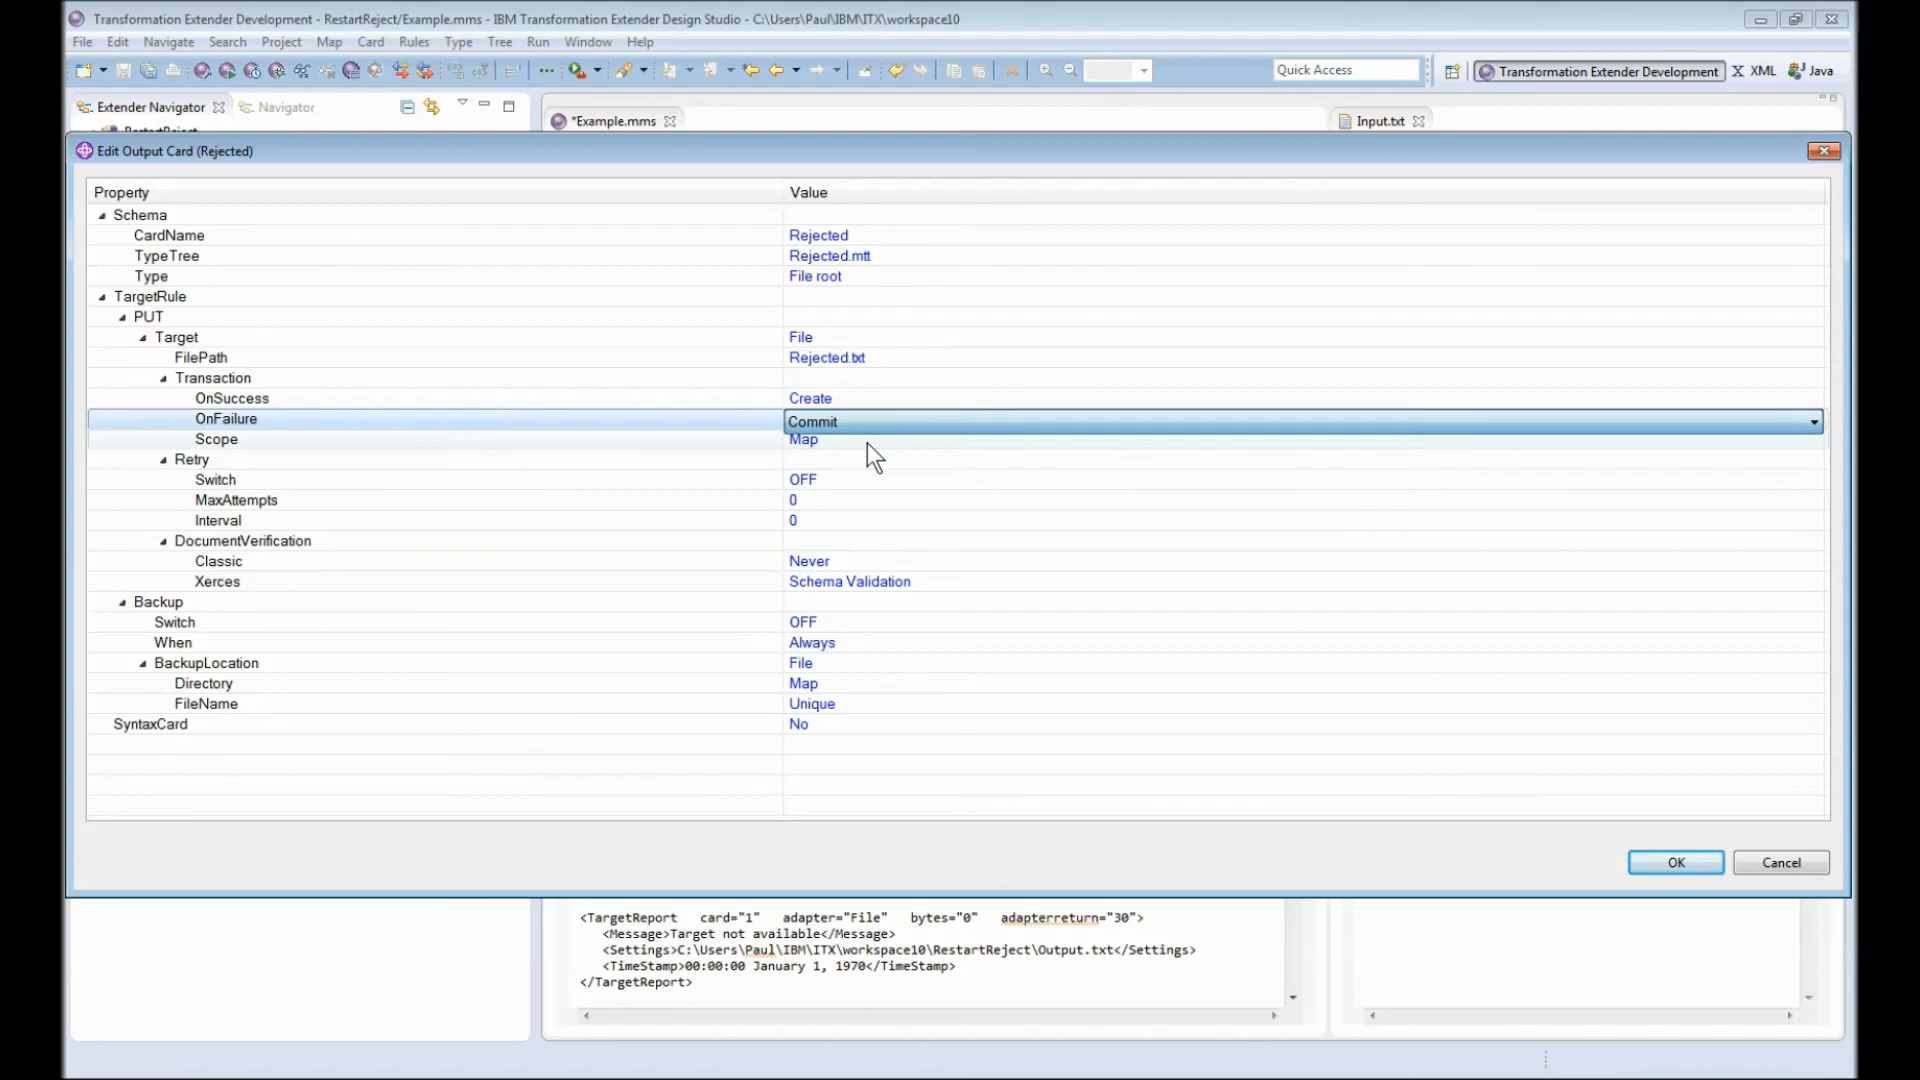 Transformation Extender Development - RestartReject/Example.mms - IBM Transformation Extender Design Studio - C:\Users\Paul\IBM\ITX\workspace10
File Edit Navigate Search Project Map Card Rules Type Tree Run Window Help
Quick Access
Transformation Extender Development
XML
Java
Extender Navigator
Navigator
*Example.mms
Input.txt
RestartReject
Edit Output Card (Rejected)
Property Value
Schema
CardName Rejected
TypeTree Rejected.mtt
Type File root
TargetRule
PUT
Target File
FilePath Rejected.txt
Transaction
OnSuccess Create
OnFailure Commit
Scope Map
Retry
Switch OFF
MaxAttempts 0
Interval 0
DocumentVerification
Classic Never
Xerces Schema Validation
Backup
Switch OFF
When Always
BackupLocation File
Directory Map
FileName Unique
SyntaxCard No
OK Cancel
<TargetReport card="1" adapter="File" bytes="0" adapterreturn="30">
<Message>Target not available</Message>
<Settings>C:\Users\Paul\IBM\ITX\workspace10\RestartReject\Output.txt</Settings>
<TimeStamp>00:00:00 January 1, 1970</TimeStamp>
</TargetReport>